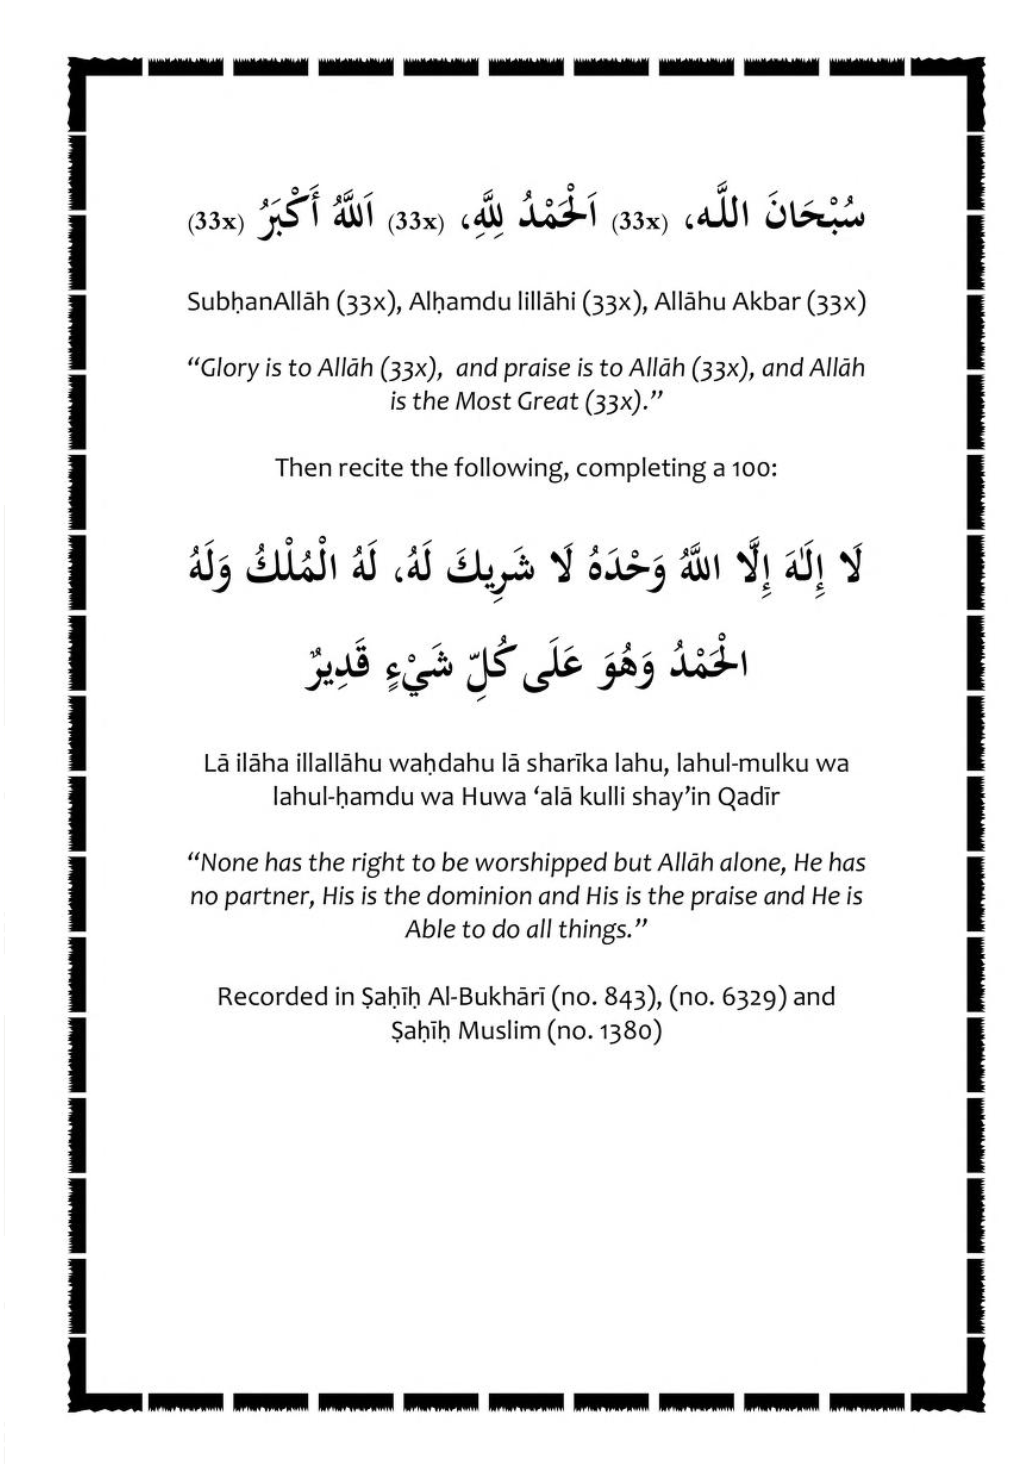 سُبْحَانَ اللَّـه، (33x) اَلْحَمْدُ لِلَّهِ، (33x) اَللَّهُ أَكْبَرُ (33x)
SubḥanAllāh (33x), Alḥamdu lillāhi (33x), Allāhu Akbar (33x)
“Glory is to Allāh (33x),  and praise is to Allāh (33x), and Allāh
is the Most Great (33x).”
Then recite the following, completing a 100:
لَا إِلَٰهَ إِلَّا اللَّهُ وَحْدَهُ لَا شَرِيكَ لَهُ، لَهُ الْمُلْكُ وَلَهُ
الْحَمْدُ وَهُوَ عَلَى كُلِّ شَيْءٍ قَدِيرٌ
Lā ilāha illallāhu waḥdahu lā sharīka lahu, lahul-mulku wa
lahul-ḥamdu wa Huwa ‘alā kulli shay’in Qadīr
“None has the right to be worshipped but Allāh alone, He has
no partner, His is the dominion and His is the praise and He is
Able to do all things.”
Recorded in Ṣaḥīḥ Al-Bukhārī (no. 843), (no. 6329) and
Ṣaḥīḥ Muslim (no. 1380)